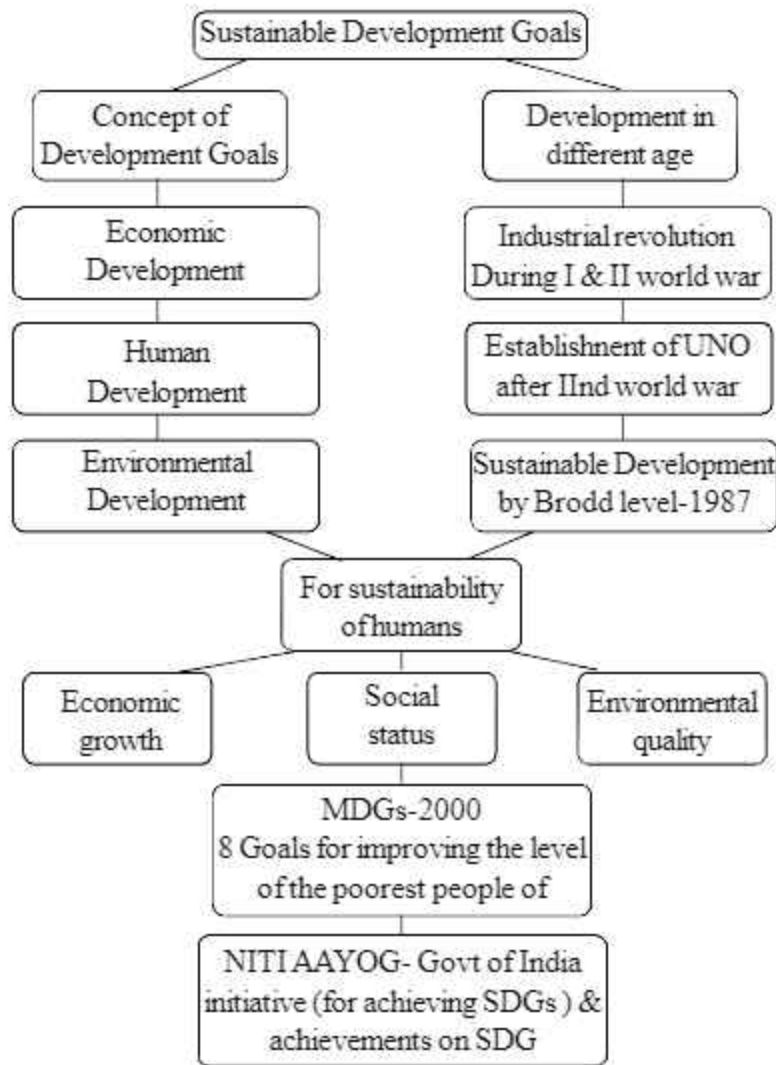 Sustainable Development Goals
Concept of
Development Goals
Development in
different age
Economic
Development
Industrial revolution
During I & II world war
Human
Development
Establishnent of UNO
after IInd world war
Environmental
Development
Sustainable Development
by Brodd level-1987
For sustainability
of humans
Economic
growth
Social
status
Environmental
quality
MDGs-2000
8 Goals for improving the level
of the poorest people of
NITI AAYOG- Govt of India
initiative (for achieving SDGs ) &
achievements on SDG